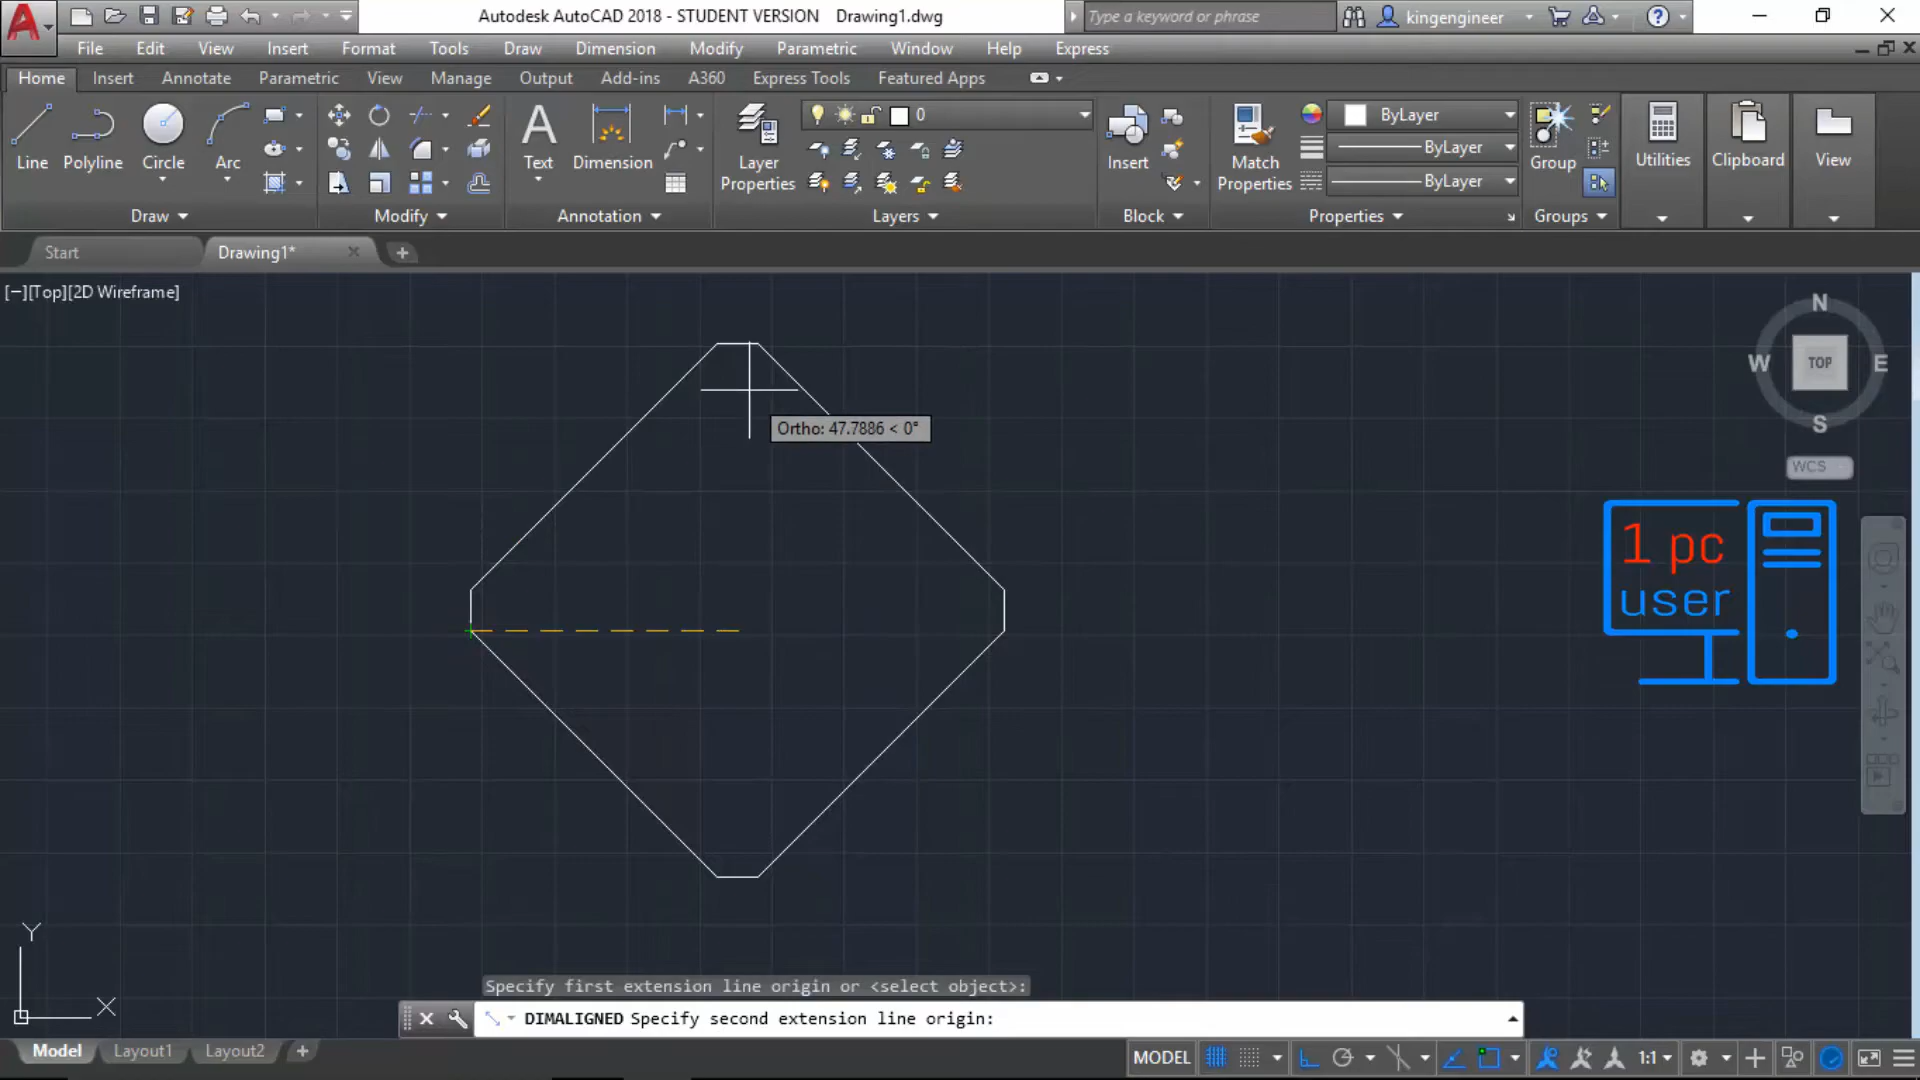 Autodesk AutoCAD 2018 - STUDENT VERSION Drawing1.dwg
Type a keyword or phrase
kingengineer
File Edit View Insert Format Tools Draw Dimension Modify Parametric Window Help Express
Home Insert Annotate Parametric View Manage Output Add-ins A360 Express Tools Featured Apps
0
ByLayer
ByLayer
ByLayer
Line Polyline Circle Arc
Text Dimension
Layer Properties
Insert
Match Properties
Group
Utilities Clipboard View
Draw Modify Annotation Layers Block Properties Groups
Start Drawing1*
[−][Top][2D Wireframe]
N
W TOP E
S
WCS
Ortho: 47.7886 < 0°
1 pc
user
Y
X
Specify first extension line origin or <select object>:
DIMALIGNED Specify second extension line origin:
Model Layout1 Layout2
MODEL 1:1